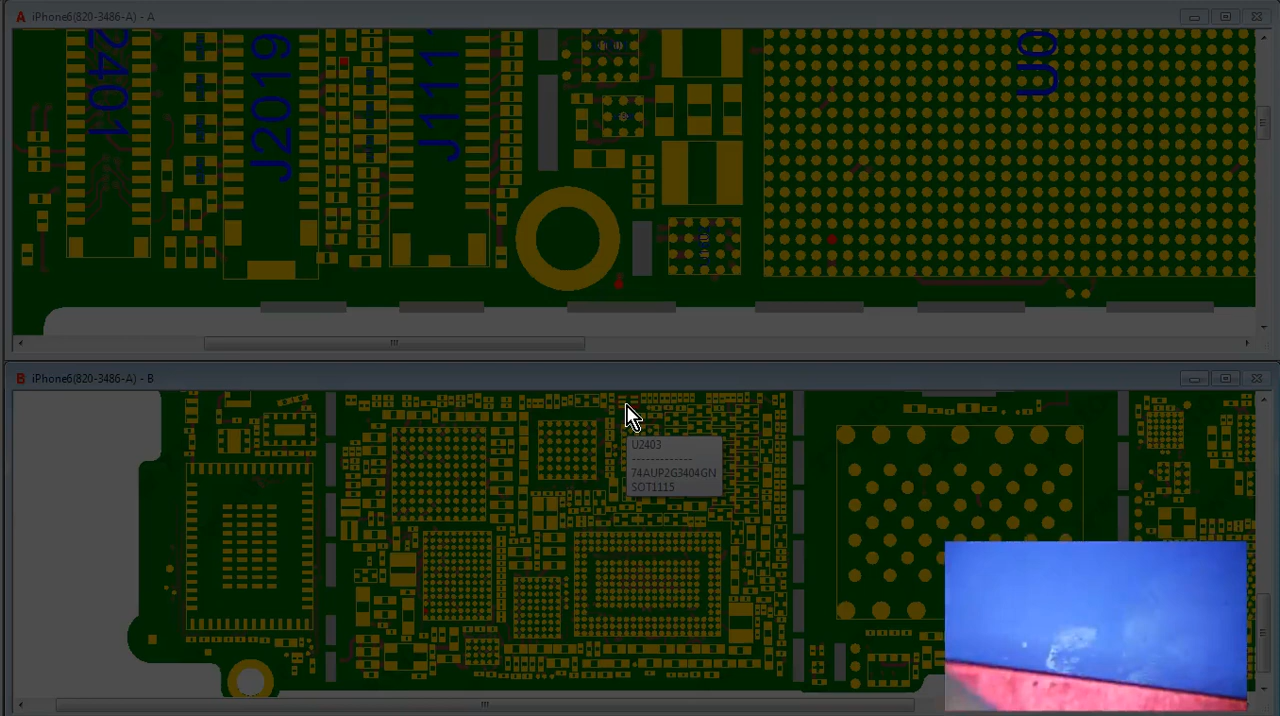 A iPhone6(820-3486-A) - A
2401
J2019
J111
U0
B iPhone6(820-3486-A) - B
U2403
-------------
74AUP2G3404GN
SOT1115